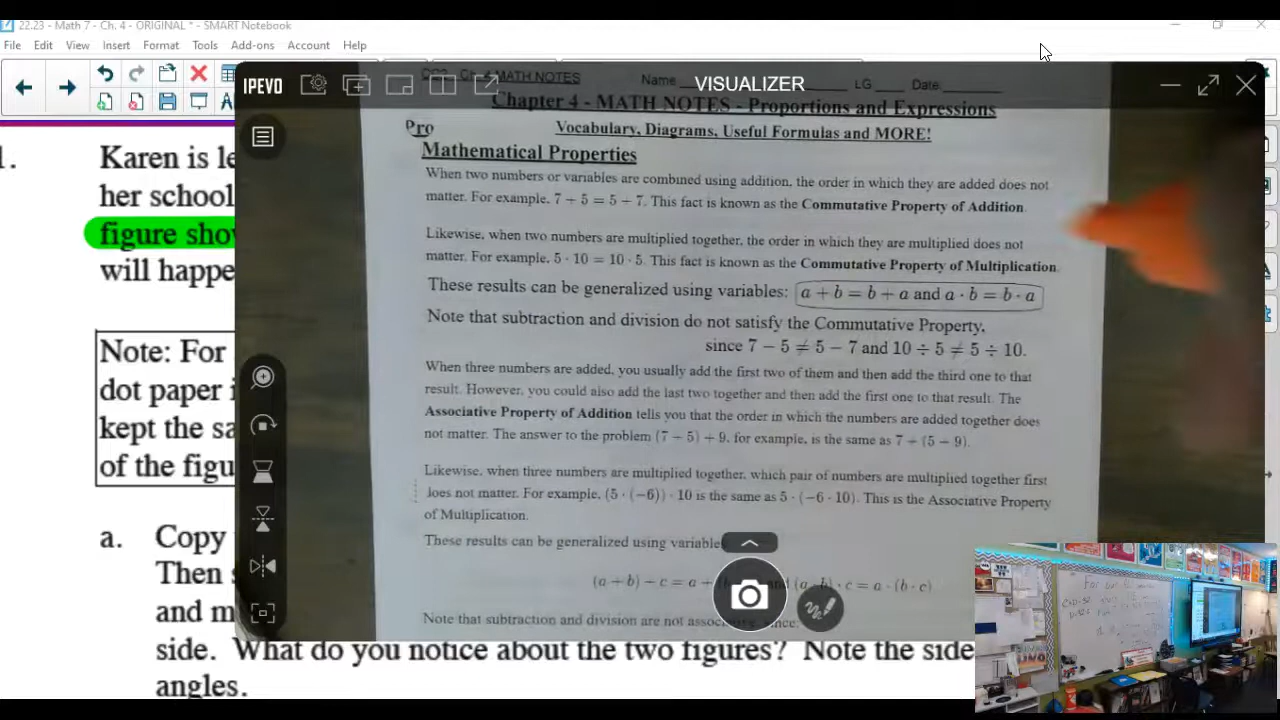 22.23 - Math 7 - Ch. 4 - ORIGINAL * - SMART Notebook
File Edit View Insert Format Tools Add-ons Account Help
IPEVO
VISUALIZER
MATH NOTES Name LG Date
Chapter 4 - MATH NOTES - Proportions and Expressions
Pro
Vocabulary, Diagrams, Useful Formulas and MORE!
Mathematical Properties
When two numbers or variables are combined using addition, the order in which they are added does not
matter. For example, 7 + 5 = 5 + 7. This fact is known as the Commutative Property of Addition.
Likewise, when two numbers are multiplied together, the order in which they are multiplied does not
matter. For example, 5 · 10 = 10 · 5. This fact is known as the Commutative Property of Multiplication.
These results can be generalized using variables: a + b = b + a and a · b = b · a
Note that subtraction and division do not satisfy the Commutative Property,
since 7 − 5 ≠ 5 − 7 and 10 ÷ 5 ≠ 5 ÷ 10.
When three numbers are added, you usually add the first two of them and then add the third one to that
result. However, you could also add the last two together and then add the first one to that result. The
Associative Property of Addition tells you that the order in which the numbers are added together does
not matter. The answer to the problem (7 + 5) + 9, for example, is the same as 7 + (5 + 9).
Likewise, when three numbers are multiplied together, which pair of numbers are multiplied together first
does not matter. For example, (5 · (−6)) · 10 is the same as 5 · (−6 · 10). This is the Associative Property
of Multiplication.
These results can be generalized using variable
(a + b) + c = a + and (a · b) · c = a · (b · c)
Note that subtraction and division are not associative, since:
1.
Karen is le
her school
figure sho
will happe
Note: For
dot paper i
kept the sa
of the figu
a. Copy
Then s
and m
side. What do you notice about the two figures? Note the side
angles.